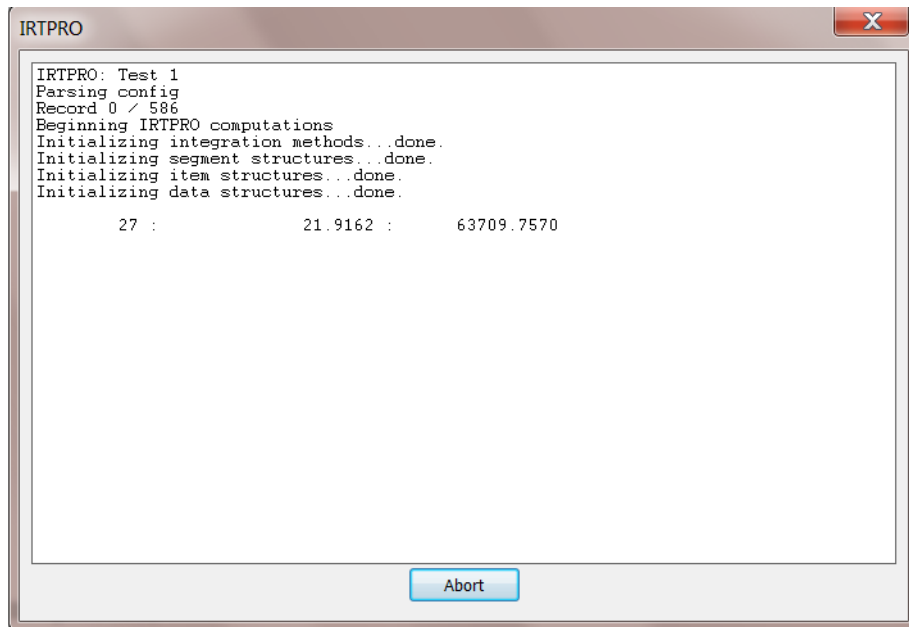 IRTPRO
IRTPRO: Test 1
Parsing config
Record 0 / 586
Beginning IRTPRO computations
Initializing integration methods...done.
Initializing segment structures...done.
Initializing item structures...done.
Initializing data structures...done.
27 : 21.9162 : 63709.7570
Abort